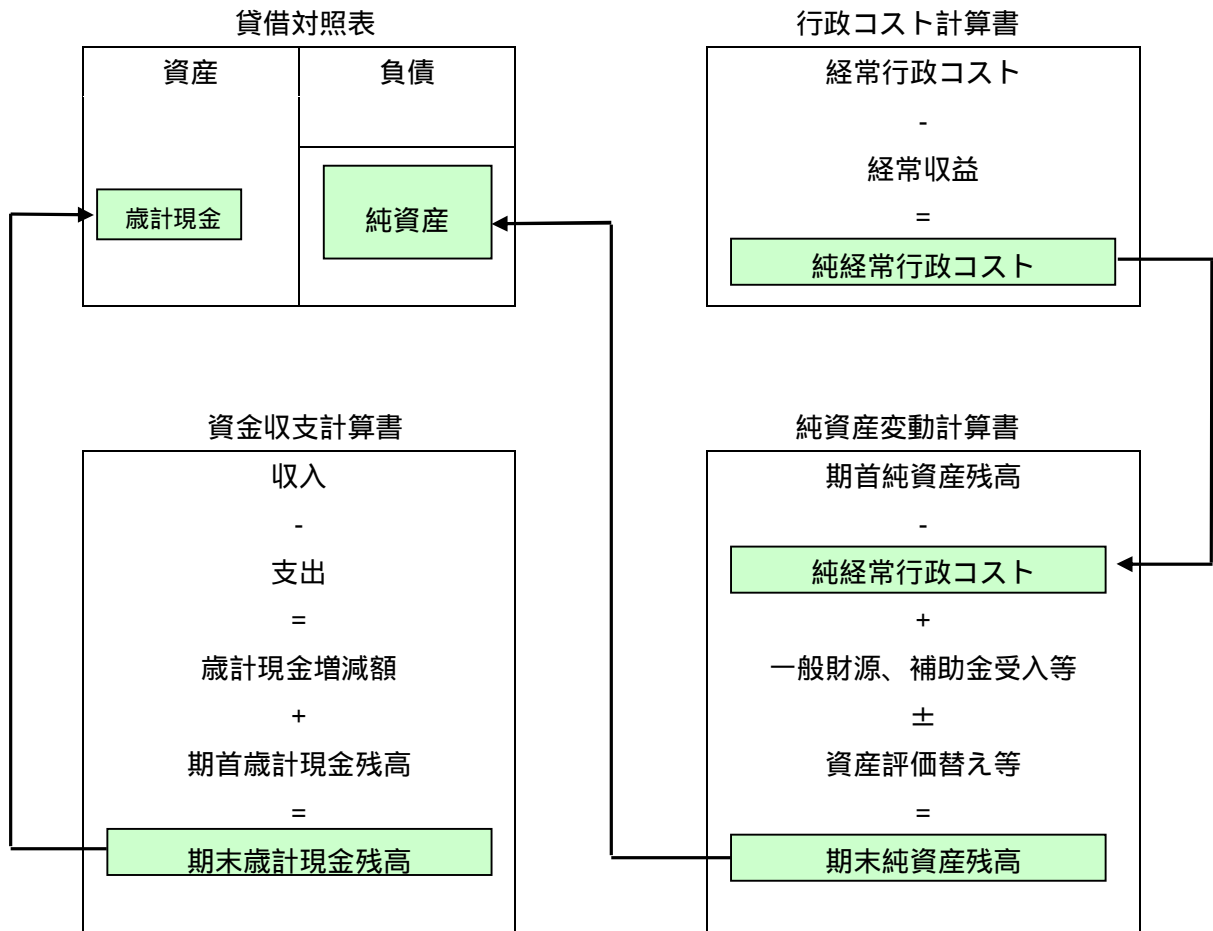 貸借対照表
資産
負債
歳計現金
純資産
行政コスト計算書
経常行政コスト
-
経常収益
=
純経常行政コスト
資金収支計算書
収入
-
支出
=
歳計現金増減額
+
期首歳計現金残高
=
期末歳計現金残高
純資産変動計算書
期首純資産残高
-
純経常行政コスト
+
一般財源、補助金受入等
±
資産評価替え等
=
期末純資産残高